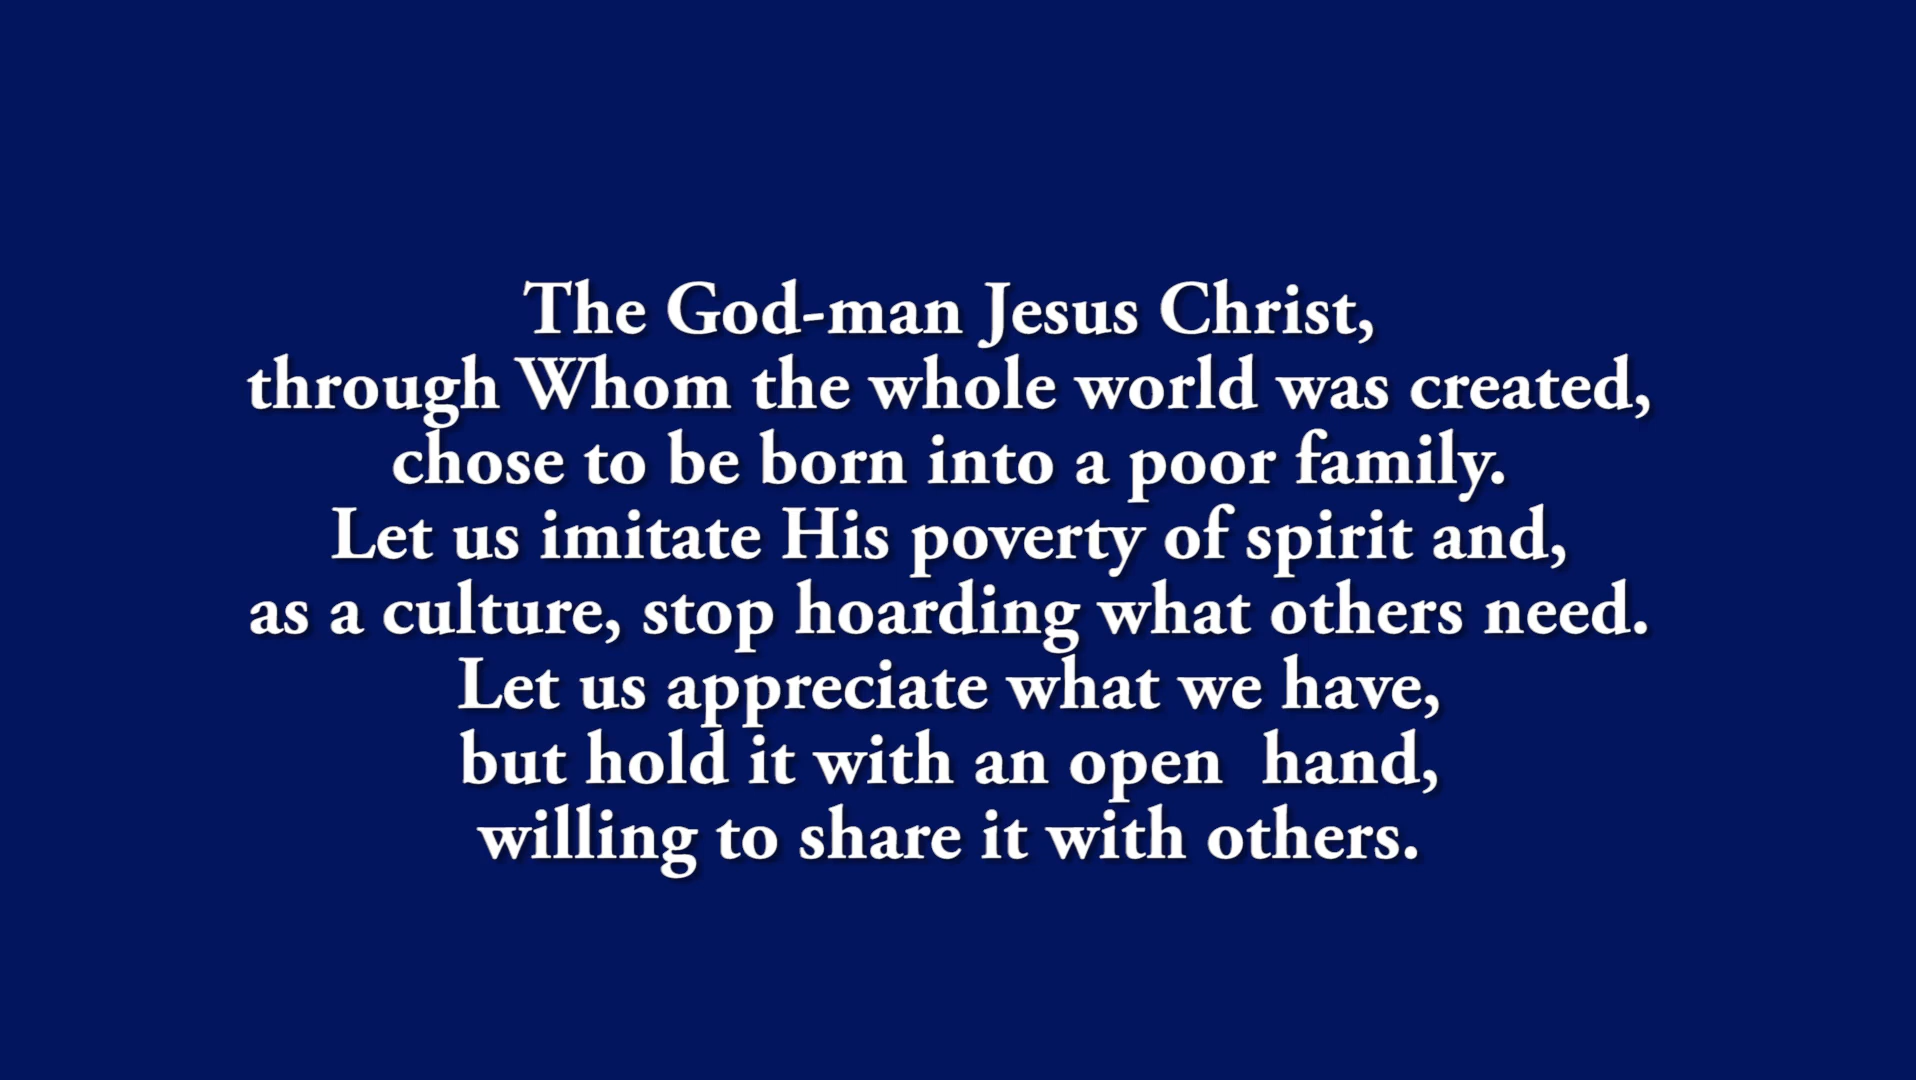 The God-man Jesus Christ,
through Whom the whole world was created,
chose to be born into a poor family.
Let us imitate His poverty of spirit and,
as a culture, stop hoarding what others need.
Let us appreciate what we have,
but hold it with an open  hand,
willing to share it with others.